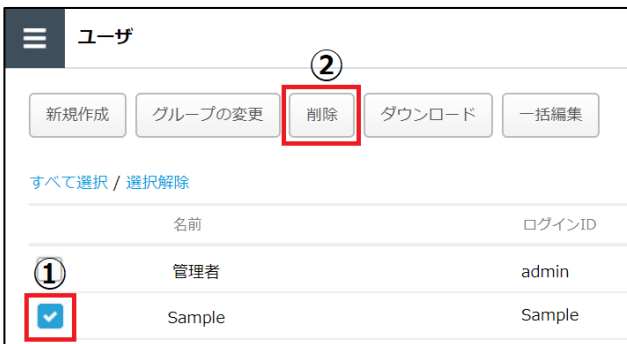 ユーザ
②
新規作成 グループの変更 削除 ダウンロード 一括編集
すべて選択 / 選択解除
名前 ログインID
①
管理者 admin
Sample Sample